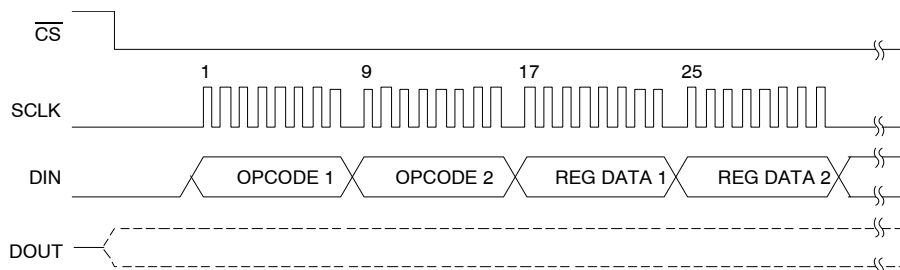 CS
1 9 17 25
SCLK
DIN OPCODE 1 OPCODE 2 REG DATA 1 REG DATA 2
DOUT